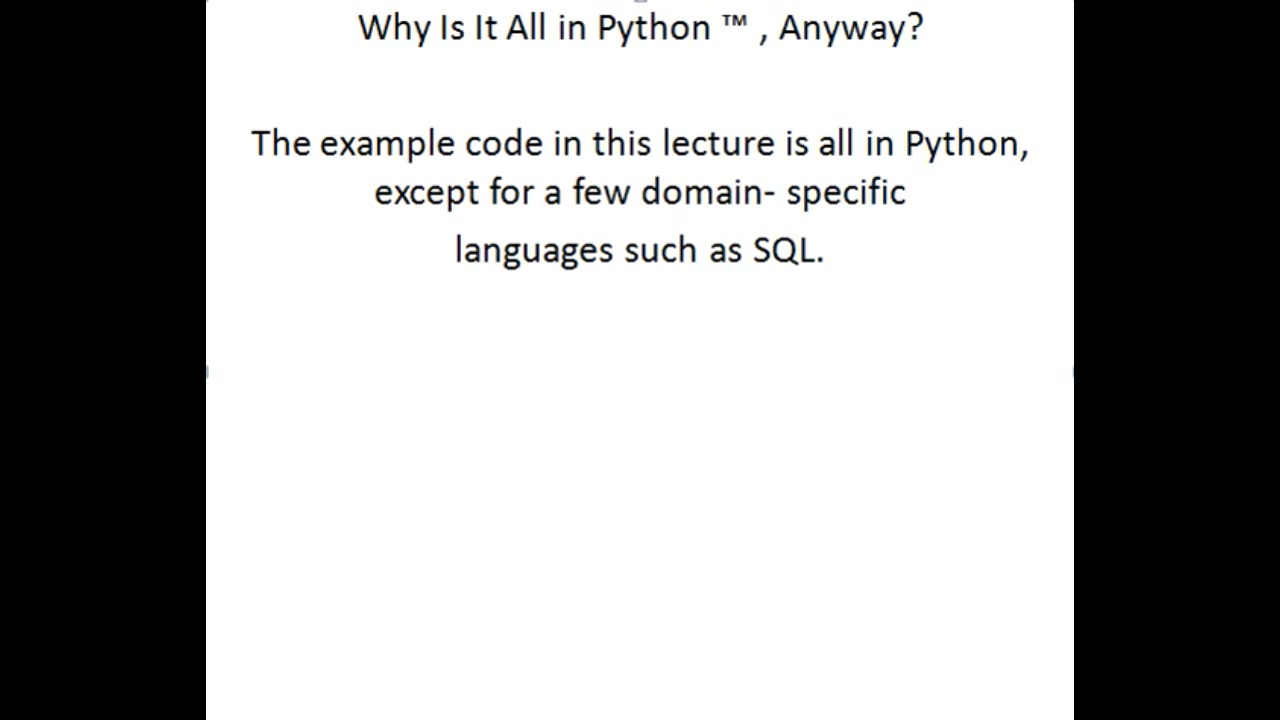 Why Is It All in Python ™ , Anyway?
The example code in this lecture is all in Python,
except for a few domain- specific
languages such as SQL.